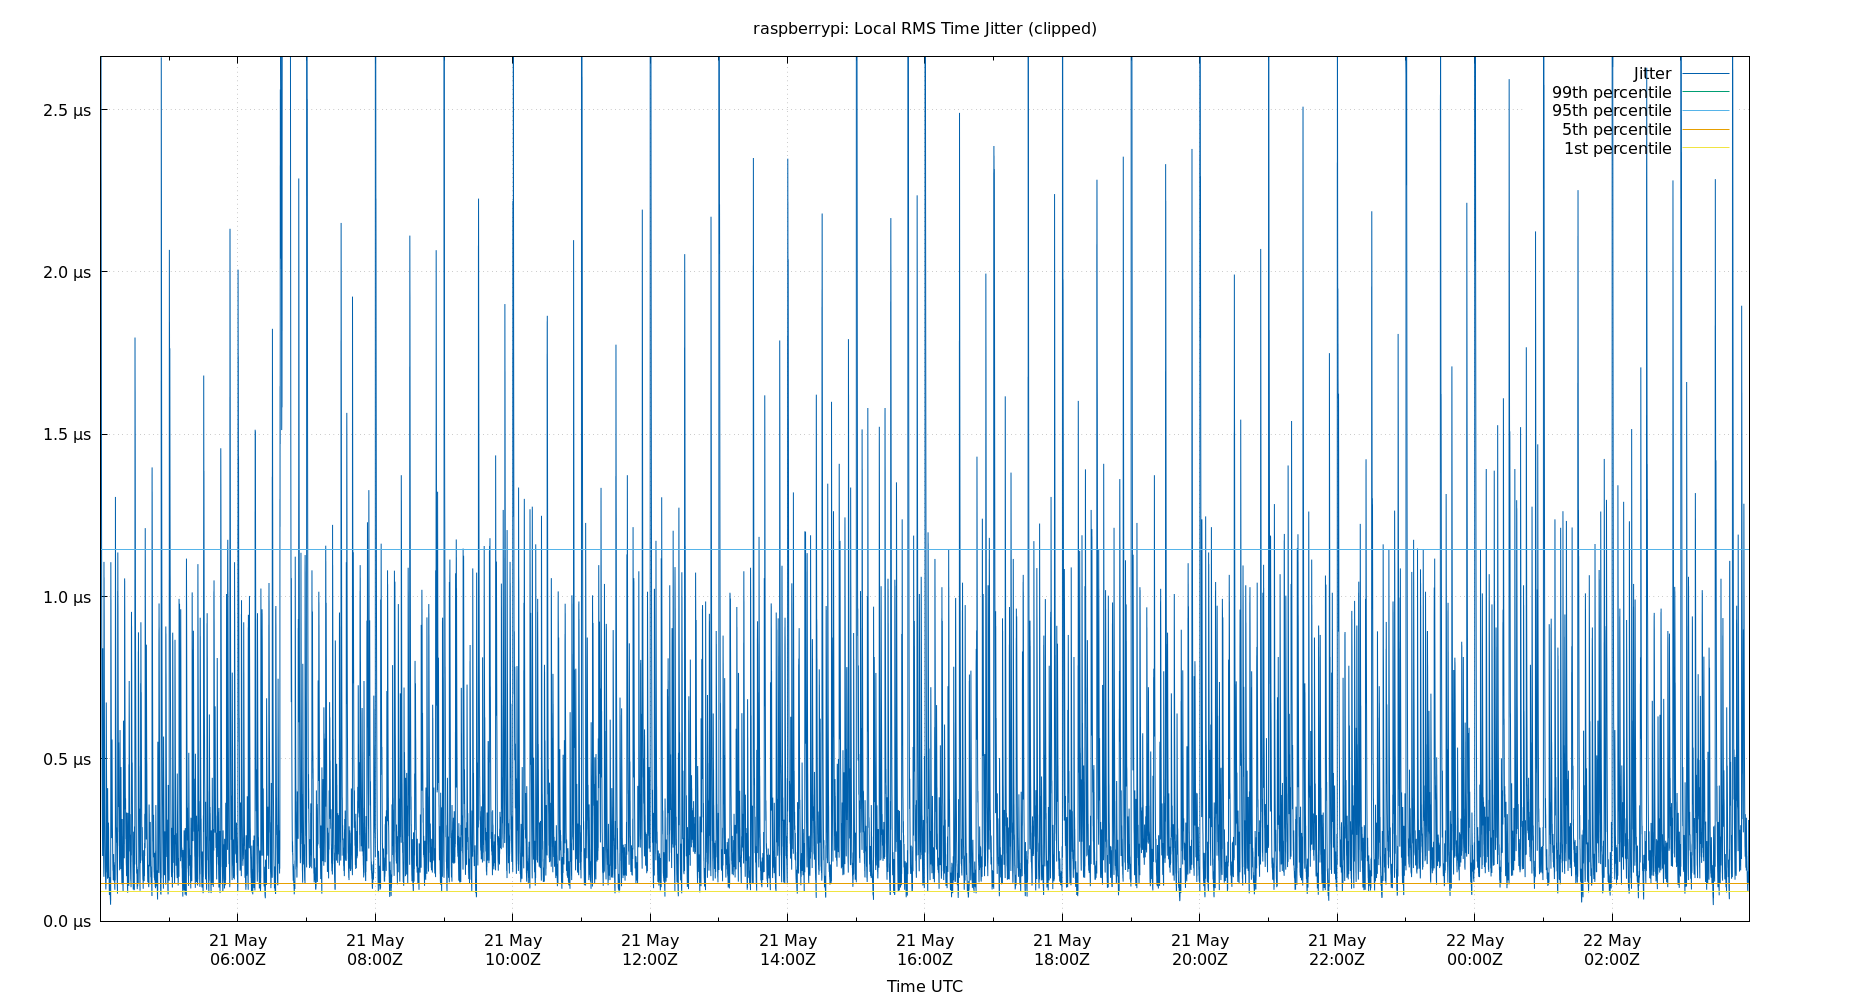 raspberrypi: Local RMS Time Jitter (clipped)
Jitter
99th percentile
95th percentile
5th percentile
1st percentile
2.5 µs
2.0 µs
1.5 µs
1.0 µs
0.5 µs
0.0 µs
21 May 21 May 21 May 21 May 21 May 21 May 21 May 21 May 21 May 22 May 22 May
06:00Z 08:00Z 10:00Z 12:00Z 14:00Z 16:00Z 18:00Z 20:00Z 22:00Z 00:00Z 02:00Z
Time UTC